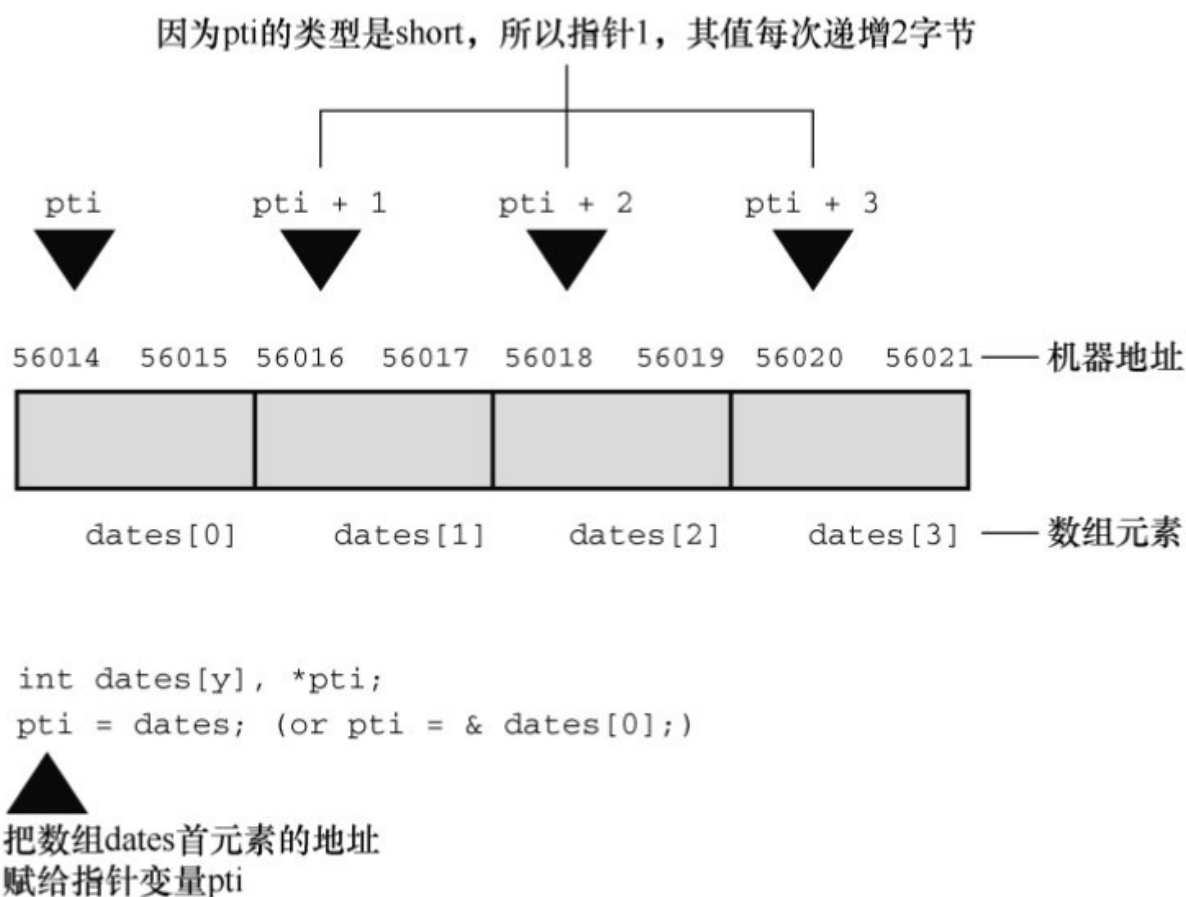 因为pti的类型是short，所以指针1，其值每次递增2字节
pti pti + 1 pti + 2 pti + 3
56014 56015 56016 56017 56018 56019 56020 56021 机器地址
dates[0] dates[1] dates[2] dates[3] 数组元素
int dates[y], *pti;
pti = dates; (or pti = & dates[0];)
把数组dates首元素的地址
赋给指针变量pti